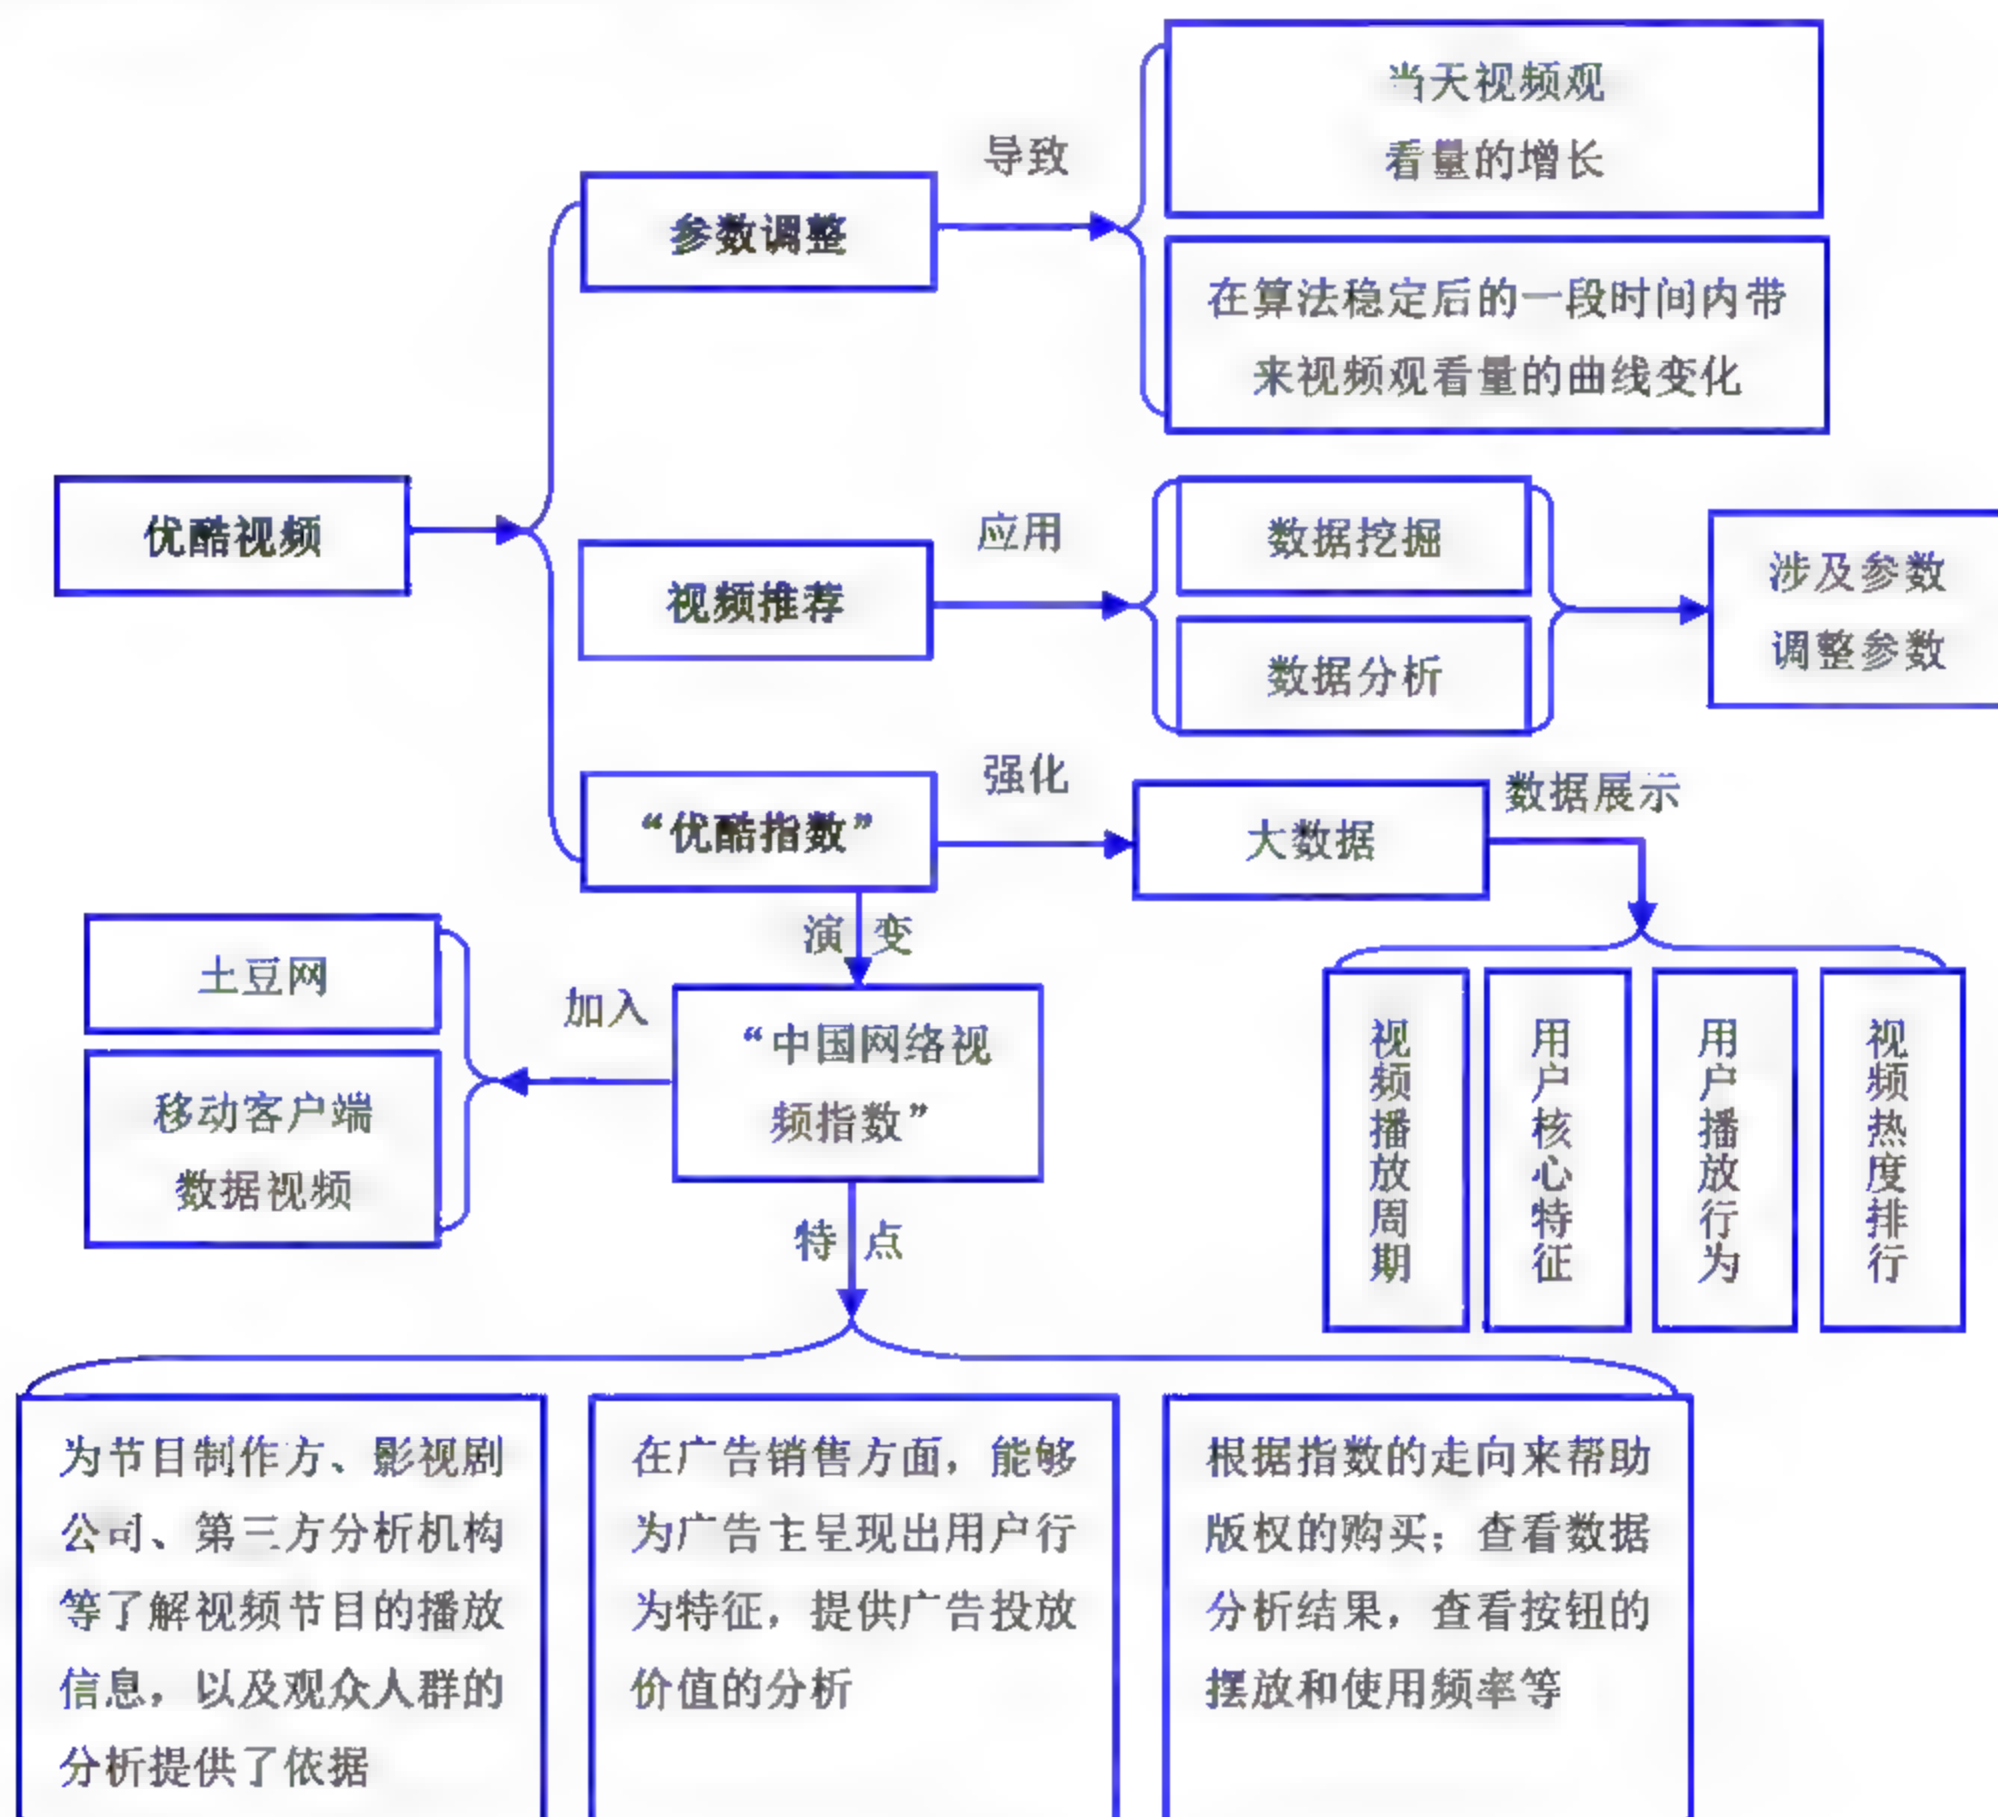 当天视频观
看量的增长
导致
参数调整
在算法稳定后的一段时间内带
来视频观看量的曲线变化
优酷视频
视频推荐
应用
数据挖掘
数据分析
涉及参数
调整参数
“优酷指数”
强化
大数据
数据展示
演变
土豆网
移动客户端
数据视频
加入
“中国网络视
频指数”
视频播放周期
用户核心特征
用户播放行为
视频热度排行
特点
为节目制作方、影视剧
公司、第三方分析机构
等了解视频节目的播放
信息，以及观众人群的
分析提供了依据
在广告销售方面，能够
为广告主呈现出用户行
为特征，提供广告投放
价值的分析
根据指数的走向来帮助
版权的购买；查看数据
分析结果，查看按钮的
摆放和使用频率等